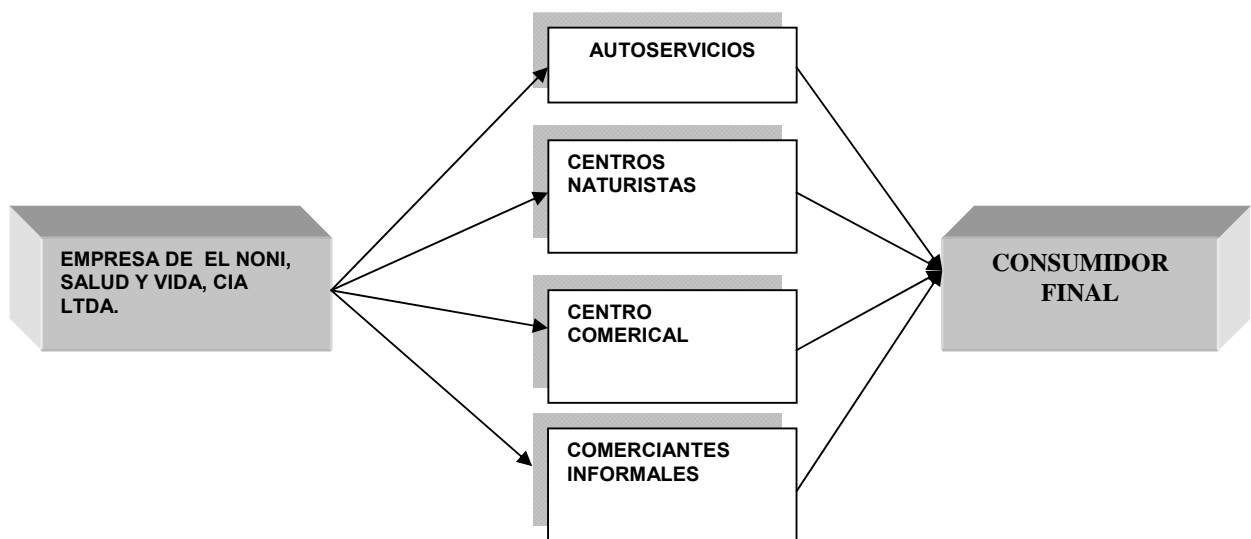 AUTOSERVICIOS
CENTROS
NATURISTAS
EMPRESA DE EL NONI,
SALUD Y VIDA, CIA
LTDA.
CONSUMIDOR
FINAL
CENTRO
COMERICAL
COMERCIANTES
INFORMALES